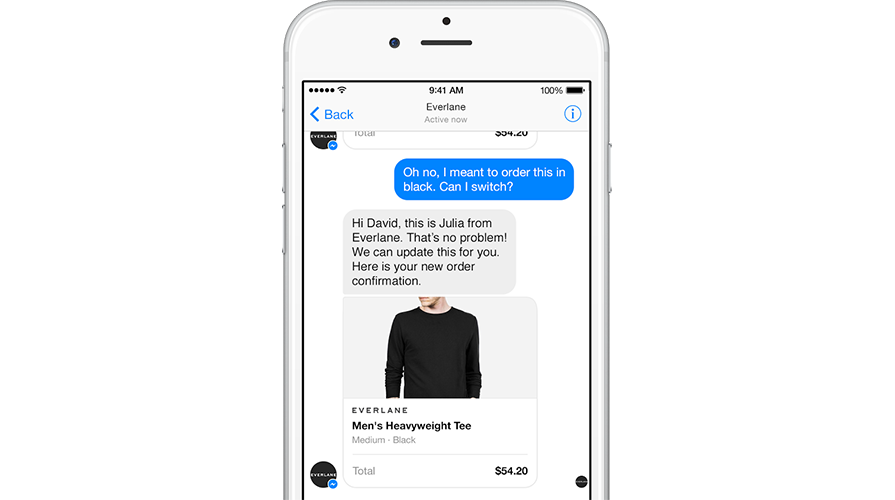 9:41 AM
100%
Back
Everlane
Active now
EVERLANE
Total
$54.20
Oh no, I meant to order this in
black. Can I switch?
Hi David, this is Julia from
Everlane. That's no problem!
We can update this for you.
Here is your new order
confirmation.
EVERLANE
Men's Heavyweight Tee
Medium - Black
EVERLANE
Total
$54.20